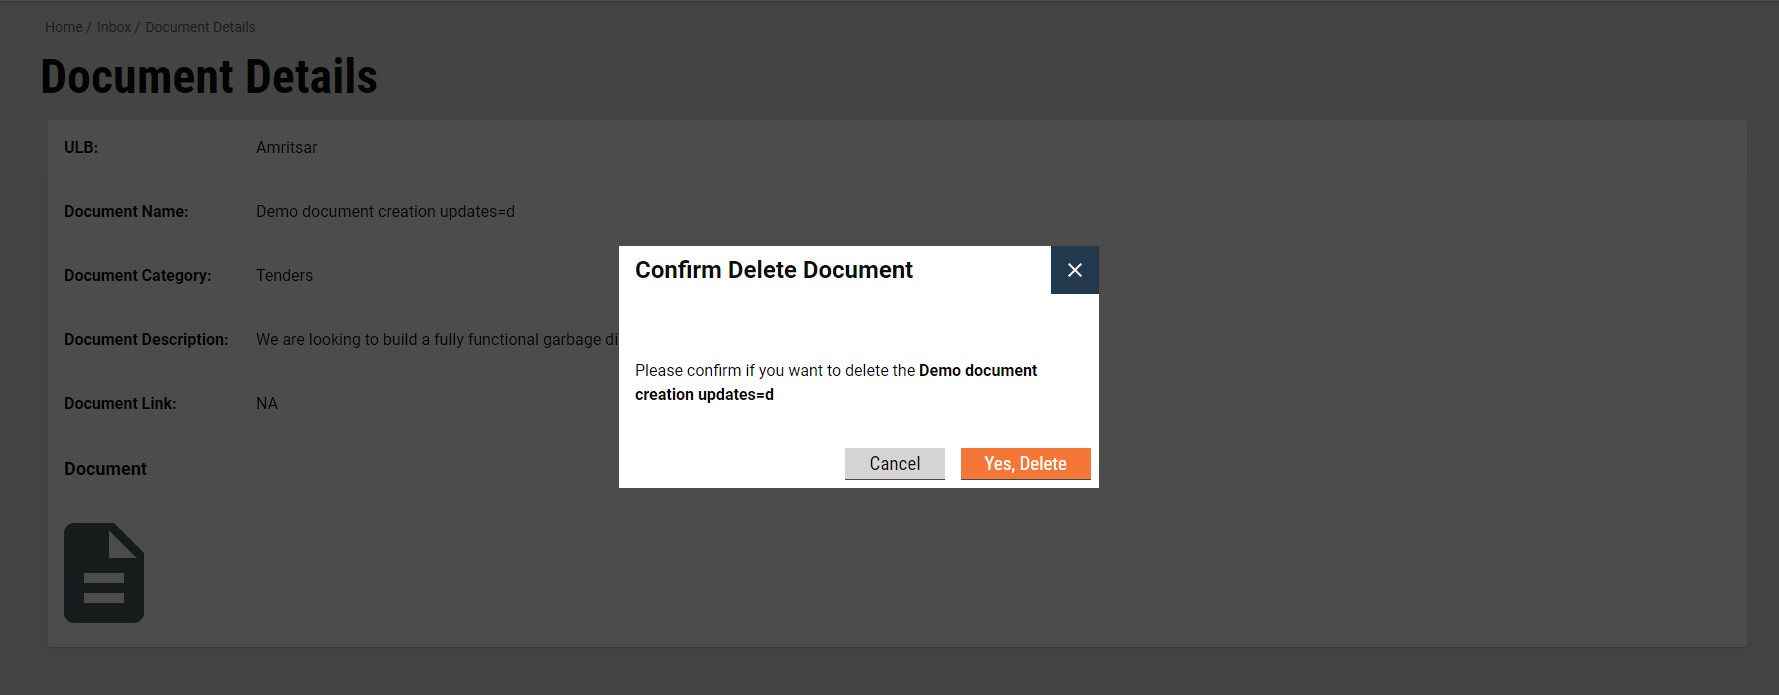 Home / Inbox / Document Details
Document Details
ULB: Amritsar
Document Name: Demo document creation updates=d
Document Category: Tenders
Document Description: We are looking to build a fully functional garbage
Document Link: NA
Document
Confirm Delete Document
Please confirm if you want to delete the Demo document
creation updates=d
Cancel Yes, Delete